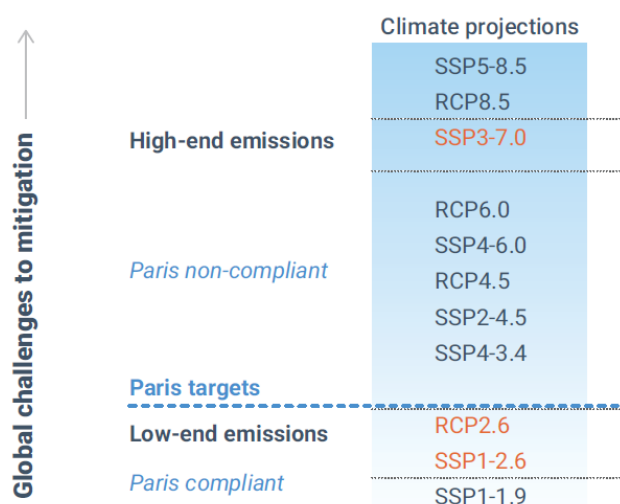 Climate projections
SSP5-8.5
RCP8.5
High-end emissions SSP3-7.0
RCP6.0
SSP4-6.0
Paris non-compliant
RCP4.5
SSP2-4.5
SSP4-3.4
Paris targets
Low-end emissions RCP2.6
SSP1-2.6
Paris compliant
SSP1-1.9
Global challenges to mitigation